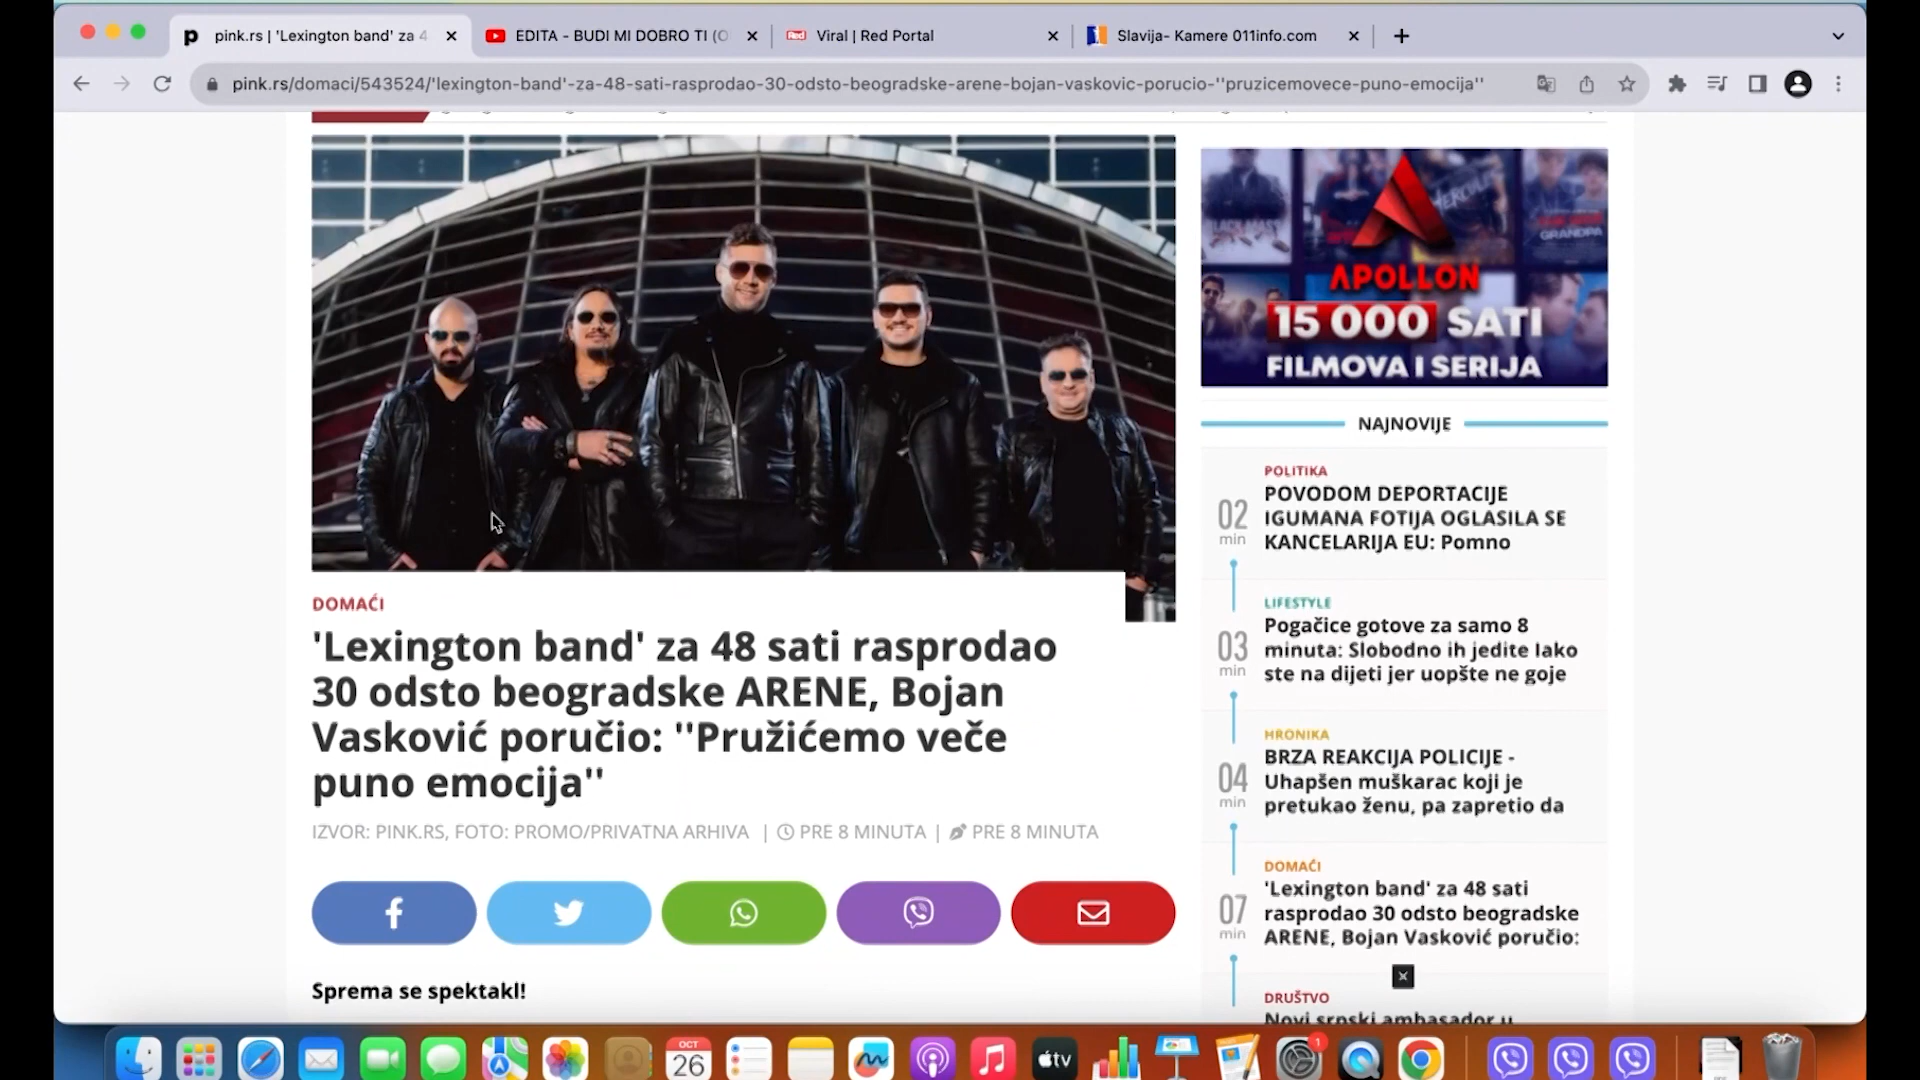 pink.rs | 'Lexington band' za 4
EDITA - BUDI MI DOBRO TI (O
Viral | Red Portal
Slavija- Kamere 011info.com
pink.rs/domaci/543524/'lexington-band'-za-48-sati-rasprodao-30-odsto-beogradske-arene-bojan-vaskovic-porucio-''pruzicemovece-puno-emocija''
APOLLON
15 000 SATI
FILMOVA I SERIJA
DOMAĆI
'Lexington band' za 48 sati rasprodao
30 odsto beogradske ARENE, Bojan
Vasković poručio: ''Pružićemo veče
puno emocija''
IZVOR: PINK.RS, FOTO: PROMO/PRIVATNA ARHIVA | PRE 8 MINUTA | PRE 8 MINUTA
Sprema se spektakl!
NAJNOVIJE
POLITIKA
02 min
POVODOM DEPORTACIJE
IGUMANA FOTIJA OGLASILA SE
KANCELARIJA EU: Pomno
LIFESTYLE
03 min
Pogačice gotove za samo 8
minuta: Slobodno ih jedite iako
ste na dijeti jer uopšte ne goje
HRONIKA
04 min
BRZA REAKCIJA POLICIJE -
Uhapšen muškarac koji je
pretukao ženu, pa zapretio da
DOMAĆI
07 min
'Lexington band' za 48 sati
rasprodao 30 odsto beogradske
ARENE, Bojan Vasković poručio:
DRUŠTVO
Novi srpski ambasador u
OCT
26
tv
1